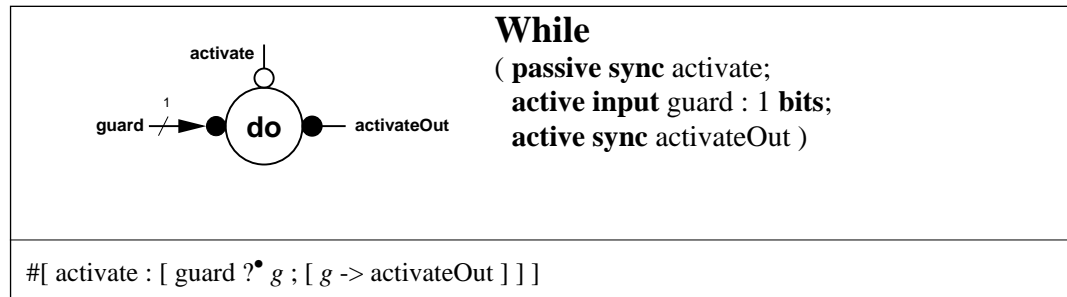 While
activate
( passive sync activate;
1
active input guard : 1 bits;
guard do activateOut
active sync activateOut )
#[ activate : [ guard ?● g ; [ g -> activateOut ] ] ]